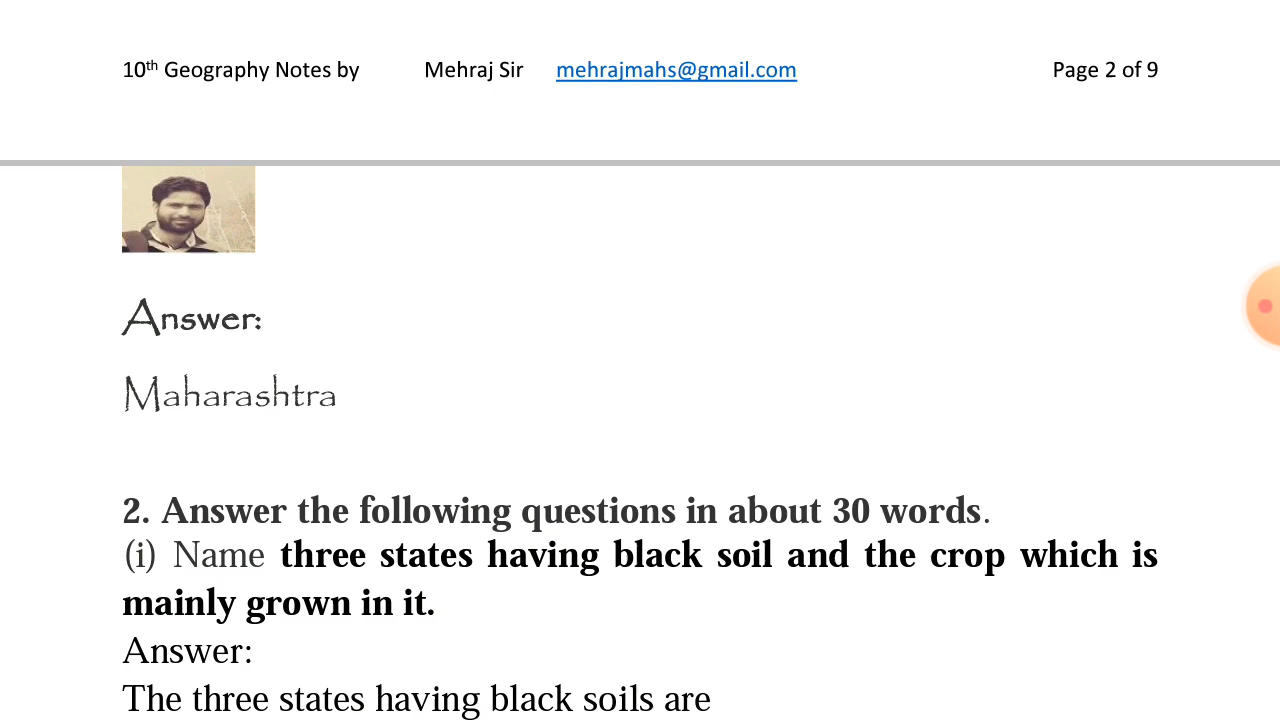 10th Geography Notes by Mehraj Sir mehrajmahs@gmail.com Page 2 of 9
Answer:
Maharashtra
2. Answer the following questions in about 30 words.
(i) Name three states having black soil and the crop which is
mainly grown in it.
Answer:
The three states having black soils are